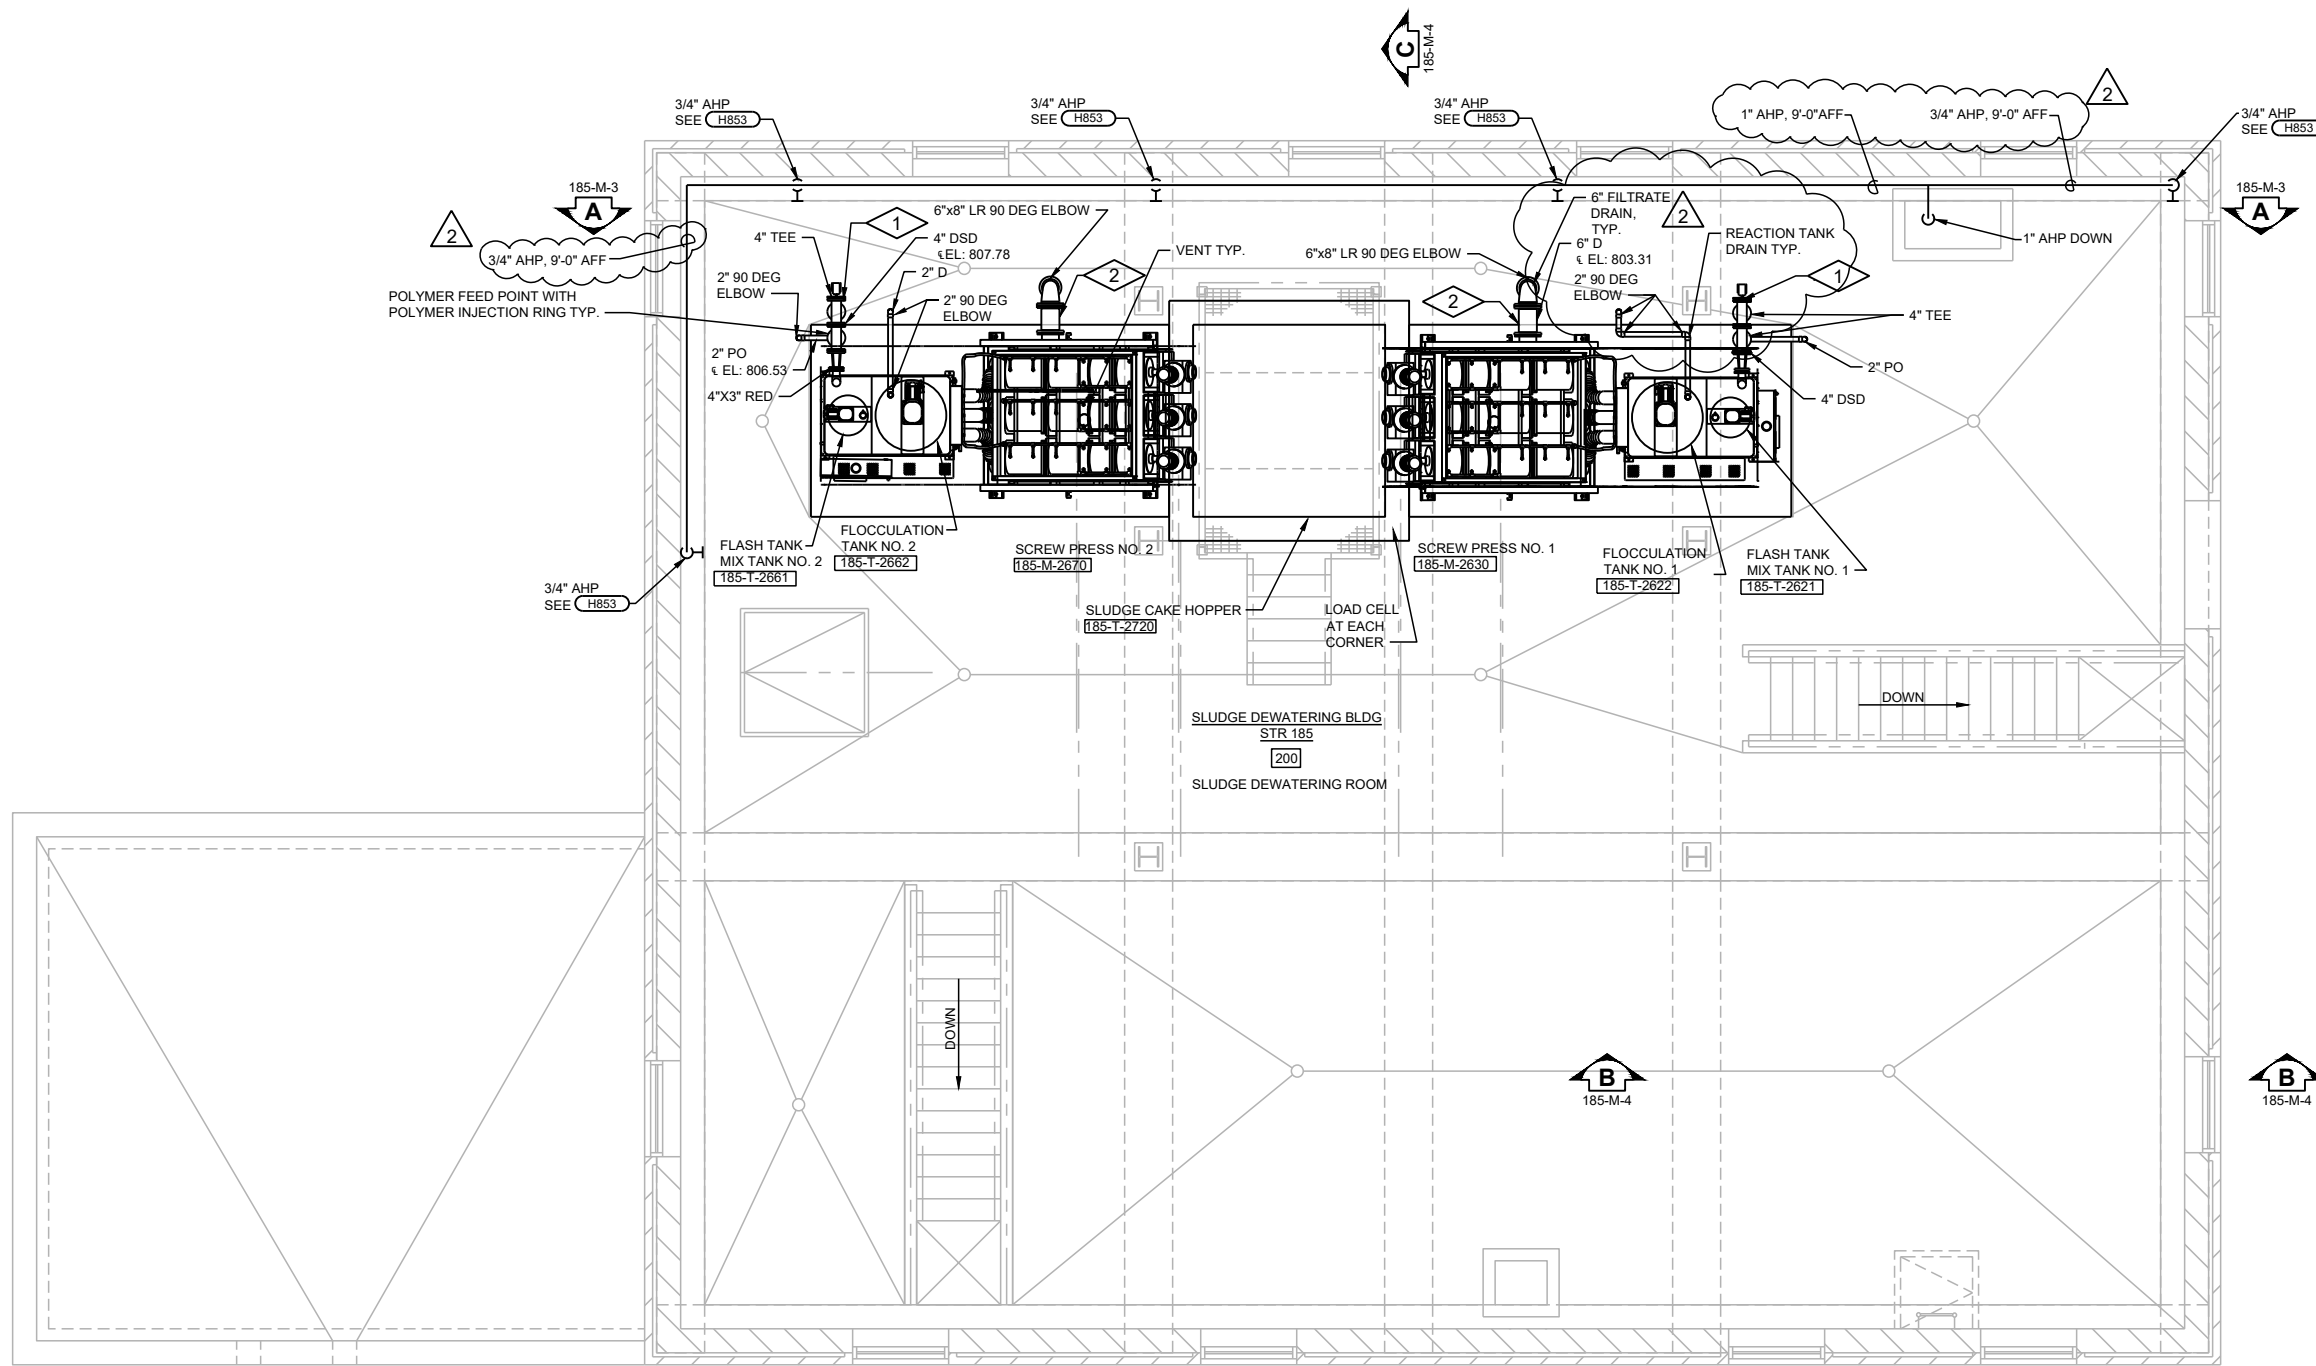 C
185-M-4
3/4" AHP
SEE H853
3/4" AHP
SEE H853
3/4" AHP
SEE H853
1" AHP, 9'-0"AFF
3/4" AHP, 9'-0" AFF
2
3/4" AHP
SEE H853
185-M-3
A
185-M-3
A
2
3/4" AHP, 9'-0" AFF
4" TEE
1
6"x8" LR 90 DEG ELBOW
4" DSD
℄ EL: 807.78
2" D
2" 90 DEG
ELBOW
2" 90 DEG
ELBOW
POLYMER FEED POINT WITH
POLYMER INJECTION RING TYP.
2" PO
℄ EL: 806.53
4"X3" RED
VENT TYP.
2
6"x8" LR 90 DEG ELBOW
2
6" FILTRATE
DRAIN,
TYP.
2
6" D
℄ EL: 803.31
2" 90 DEG
ELBOW
REACTION TANK
DRAIN TYP.
1
1" AHP DOWN
4" TEE
2" PO
4" DSD
FLASH TANK
MIX TANK NO. 2
185-T-2661
FLOCCULATION
TANK NO. 2
185-T-2662
SCREW PRESS NO. 2
185-M-2670
SCREW PRESS NO. 1
185-M-2630
FLOCCULATION
TANK NO. 1
185-T-2622
FLASH TANK
MIX TANK NO. 1
185-T-2621
3/4" AHP
SEE H853
SLUDGE CAKE HOPPER
185-T-2720
LOAD CELL
AT EACH
CORNER
SLUDGE DEWATERING BLDG
STR 185
200
SLUDGE DEWATERING ROOM
DOWN
DOWN
B
185-M-4
B
185-M-4